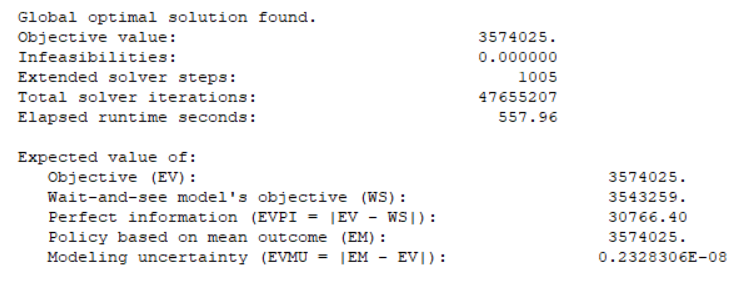 Global optimal solution found.
Objective value: 3574025.
Infeasibilities: 0.000000
Extended solver steps: 1005
Total solver iterations: 47655207
Elapsed runtime seconds: 557.96
Expected value of:
Objective (EV): 3574025.
Wait-and-see model's objective (WS): 3543259.
Perfect information (EVPI = |EV - WS|): 30766.40
Policy based on mean outcome (EM): 3574025.
Modeling uncertainty (EVMU = |EM - EV|): 0.2328306E-08